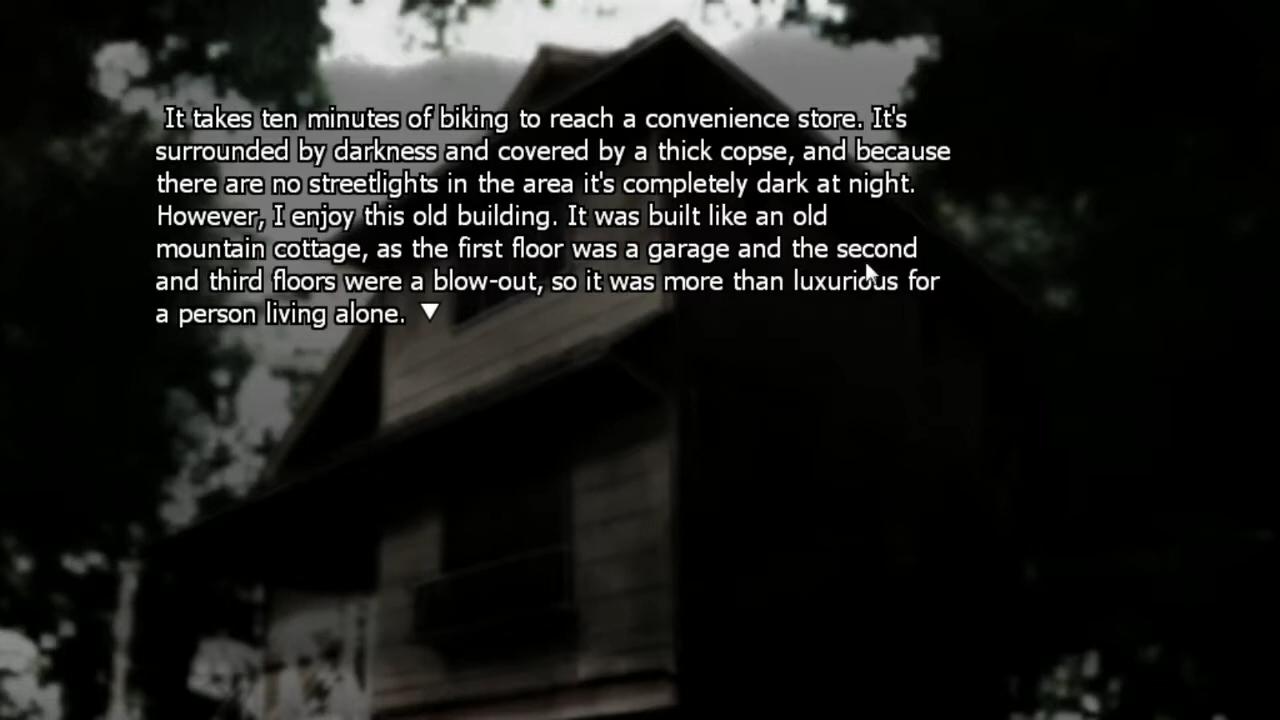 It takes ten minutes of biking to reach a convenience store. It's
surrounded by darkness and covered by a thick copse, and because
there are no streetlights in the area it's completely dark at night.
However, I enjoy this old building. It was built like an old
mountain cottage, as the first floor was a garage and the second
and third floors were a blow-out, so it was more than luxurious for
a person living alone. ▼